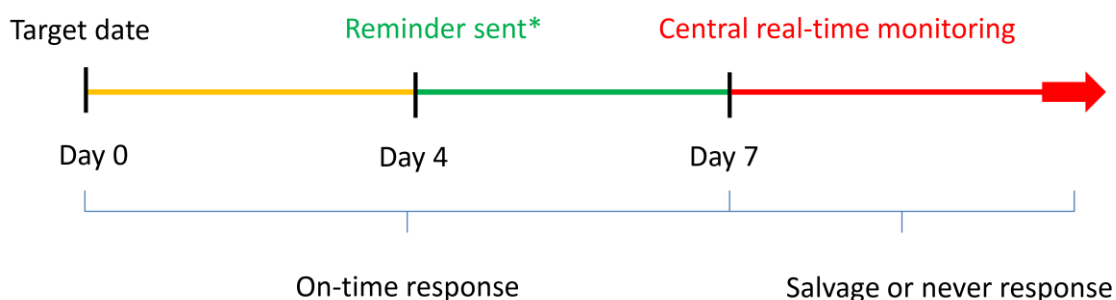 Target date
Reminder sent*
Central real-time monitoring
Day 0
Day 4
Day 7
On-time response
Salvage or never response